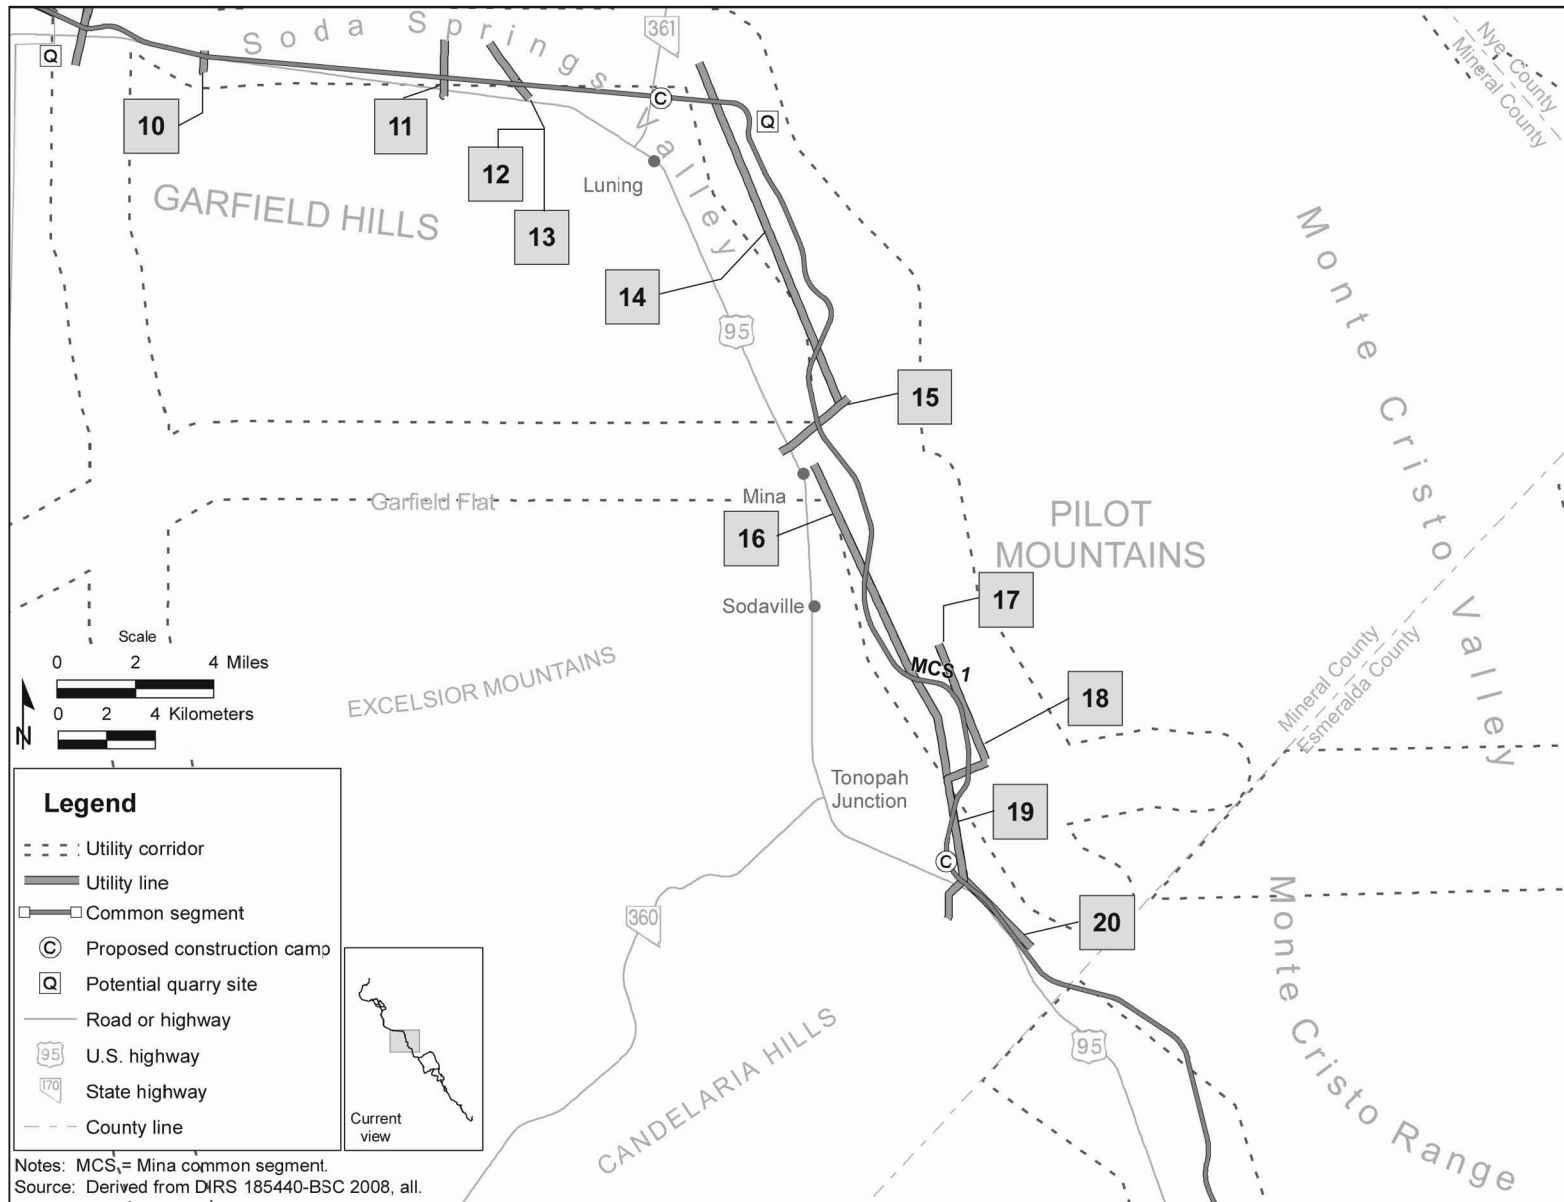 Soda Springs Valley
361
Nye County
Mineral County
Q
C
Q
10
11
12
13
Luning
GARFIELD HILLS
14
95
Monte Cristo Valley
15
Mina
Garfield Flat
16
PILOT
MOUNTAINS
17
Sodaville
MCS 1
18
Mineral County
Esmeralda County
EXCELSIOR MOUNTAINS
Scale
0 2 4 Miles
0 2 4 Kilometers
N
Tonopah
Junction
19
C
20
360
95
CANDELARIA HILLS
Monte Cristo Range
Legend
Utility corridor
Utility line
Common segment
C Proposed construction camp
Q Potential quarry site
Road or highway
95 U.S. highway
170 State highway
County line
Current
view
Notes: MCS = Mina common segment.
Source: Derived from DIRS 185440-BSC 2008, all.